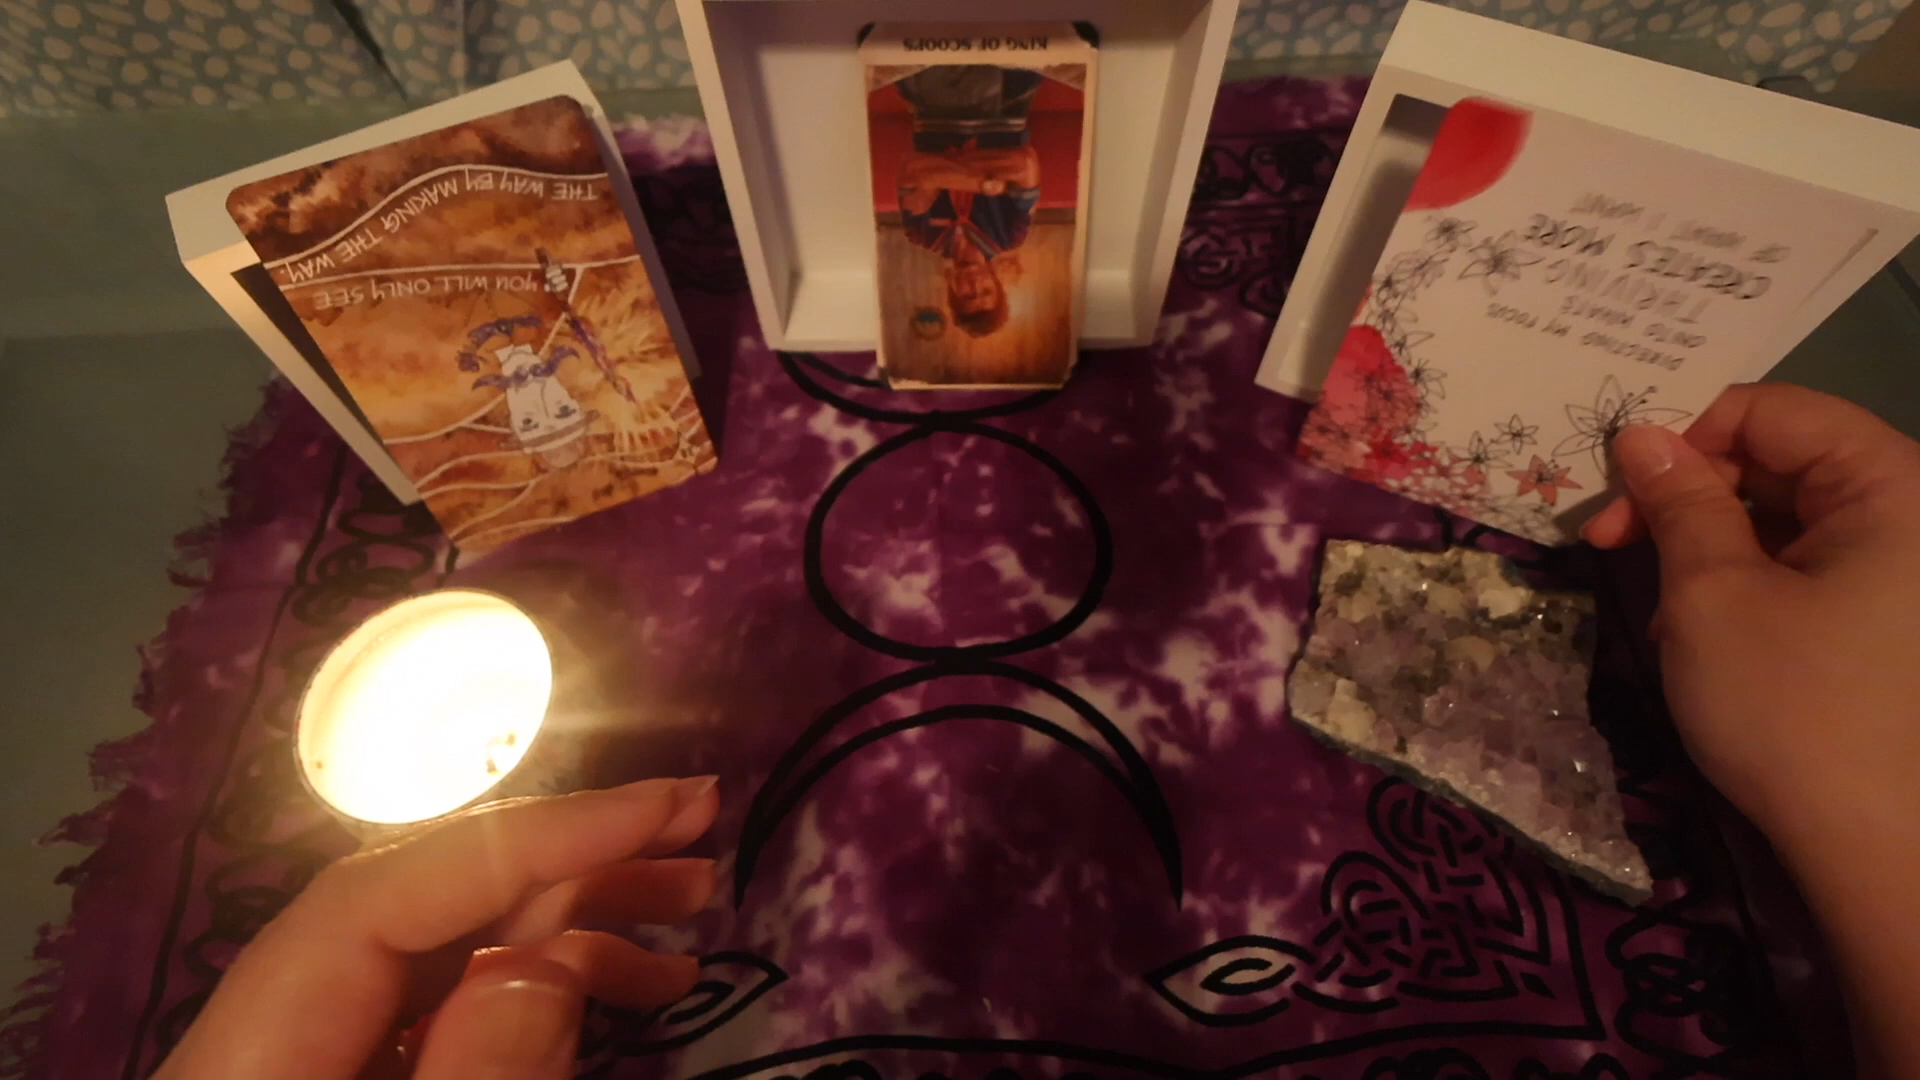 YOU WILL ONLY SEE
THE WAY BY MAKING THE WAY.
KING OF SCOOPS
DIRECTING MY FOCUS
ONTO WHAT'S
THRIVING
CREATES MORE
OF WHAT I WANT